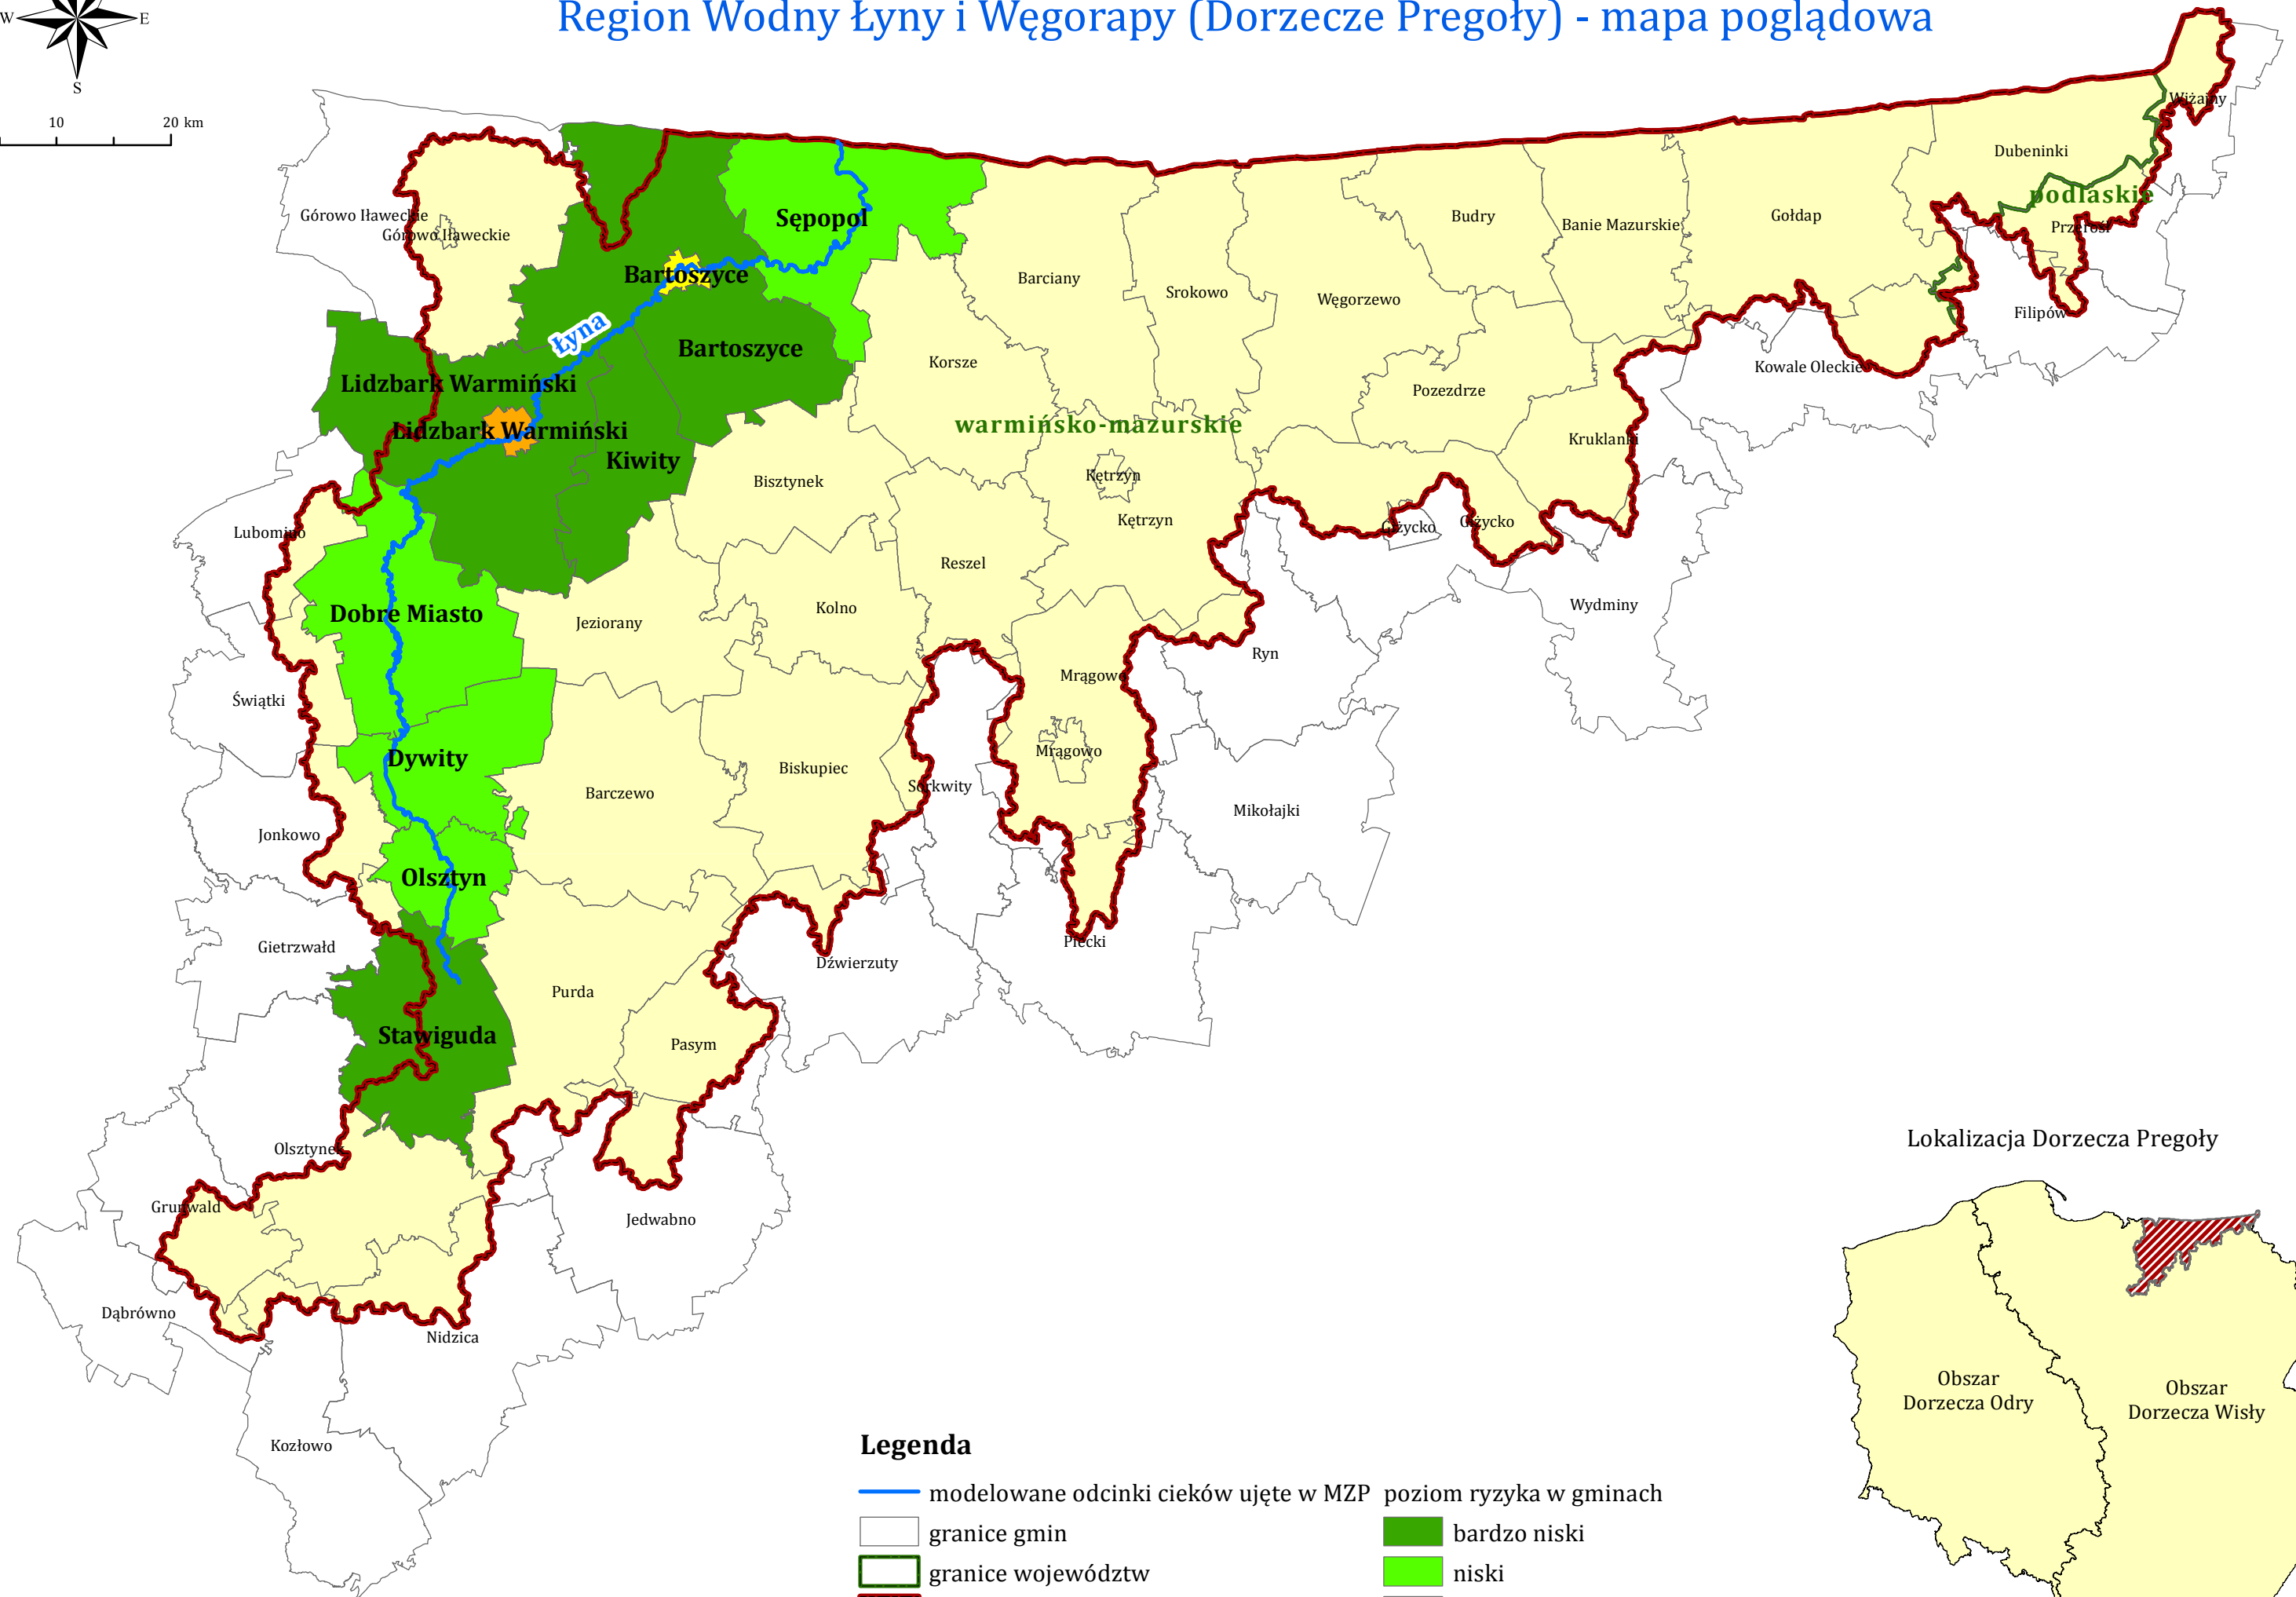 Region Wodny Łyny i Węgorapy (Dorzecze Pregoły) - mapa poglądowa
W
E
S
10
20 km
Wiżajny
Dubeninki
podlaskie
Przerośl
Filipów
Górowo Iławeckie
Górowo Iławeckie
Sępopol
Bartoszyce
Bartoszyce
Łyna
Budry
Banie Mazurskie
Gołdap
Barciany
Srokowo
Węgorzewo
Korsze
Pozezdrze
Kowale Oleckie
Lidzbark Warmiński
Lidzbark Warmiński
Kiwity
warmińsko-mazurskie
Kruklanki
Bisztynek
Kętrzyn
Kętrzyn
Giżycko
Giżycko
Lubomino
Reszel
Dobre Miasto
Jeziorany
Kolno
Wydminy
Ryn
Mrągowo
Świątki
Mrągowo
Dywity
Barczewo
Biskupiec
Sorkwity
Mikołajki
Jonkowo
Olsztyn
Gietrzwałd
Piecki
Dźwierzuty
Purda
Stawiguda
Pasym
Olsztynek
Grunwald
Jedwabno
Dąbrówno
Nidzica
Kozłowo
Lokalizacja Dorzecza Pregoły
Obszar
Dorzecza Odry
Obszar
Dorzecza Wisły
Legenda
modelowane odcinki cieków ujęte w MZP
granice gmin
granice województw
poziom ryzyka w gminach
bardzo niski
niski